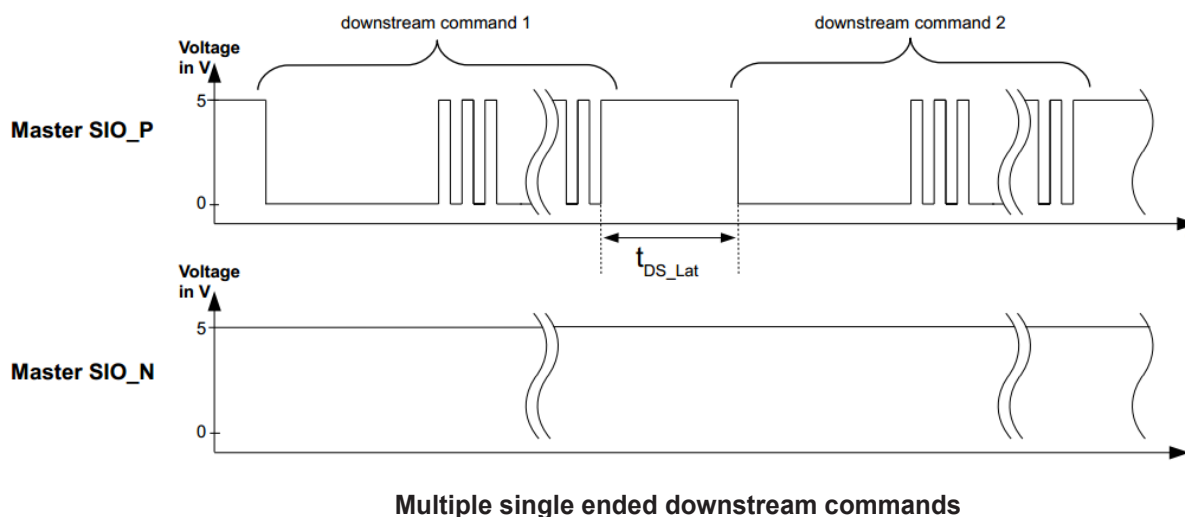 downstream command 1
downstream command 2
Voltage
in V
5
Master SIO_P
0
tDS_Lat
Voltage
in V
5
Master SIO_N
0
Multiple single ended downstream commands